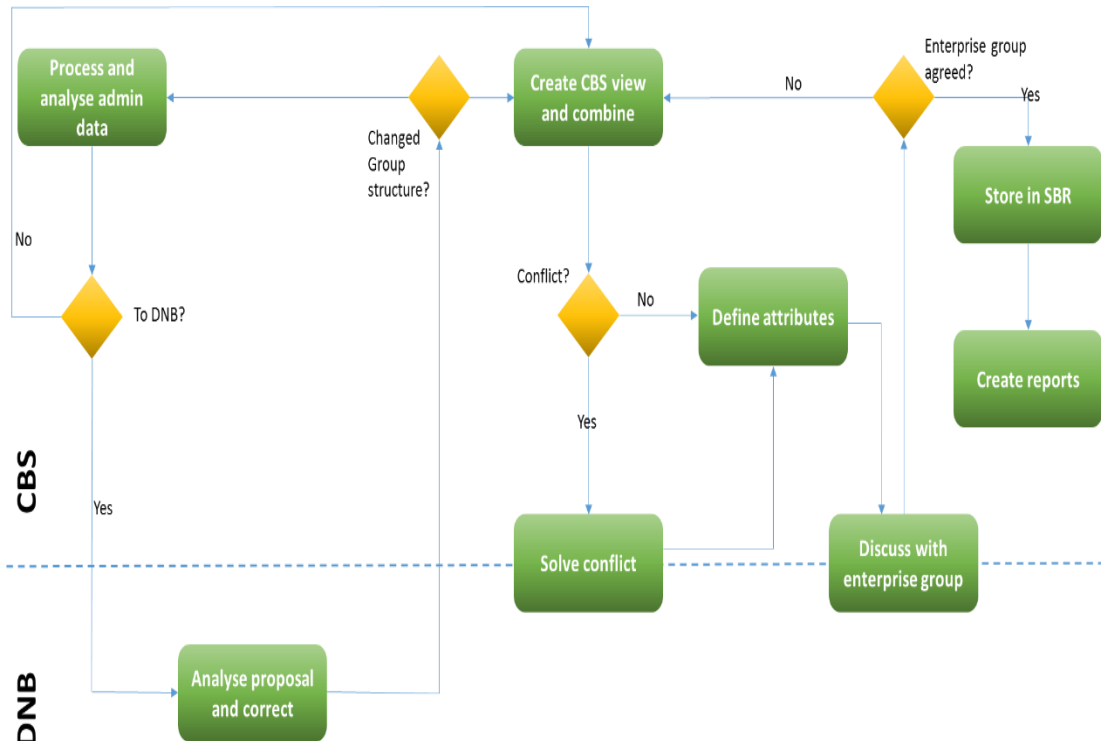 Process and
analyse admin
data
Create CBS view
and combine
Enterprise group
agreed?
No
Yes
Changed
Group
structure?
Store in SBR
No
To DNB?
Conflict?
No
Define attributes
Create reports
Yes
CBS
Yes
Solve conflict
Discuss with
enterprise group
Analyse proposal
and correct
DNB